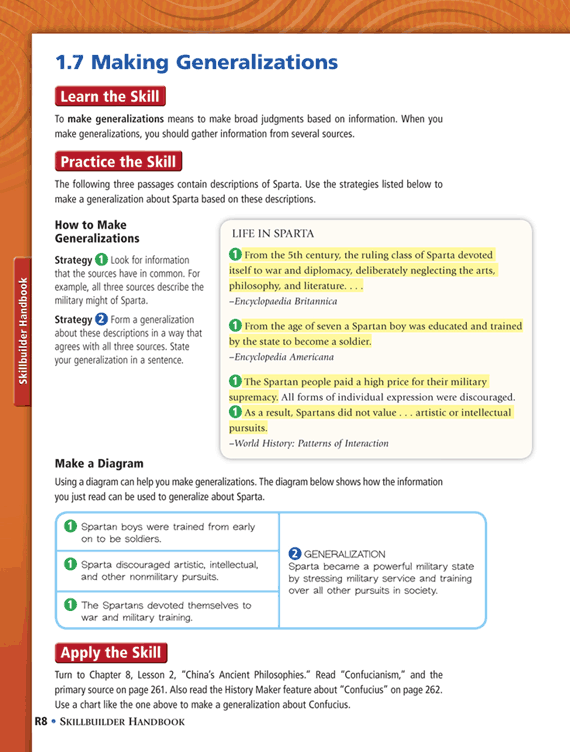 1.7 Making Generalizations
Learn the Skill
To make generalizations means to make broad judgments based on information. When you
make generalizations, you should gather information from several sources.
Practice the Skill
The following three passages contain descriptions of Sparta. Use the strategies listed below to
make a generalization about Sparta based on these descriptions.
How to Make
Generalizations
Strategy 1 Look for information
that the sources have in common. For
example, all three sources describe the
military might of Sparta.
Strategy 2 Form a generalization
about these descriptions in a way that
agrees with all three sources. State
your generalization in a sentence.
LIFE IN SPARTA
1 From the 5th century, the ruling class of Sparta devoted
itself to war and diplomacy, deliberately neglecting the arts,
philosophy, and literature. . . .
–Encyclopaedia Britannica
1 From the age of seven a Spartan boy was educated and trained
by the state to become a soldier.
–Encyclopedia Americana
1 The Spartan people paid a high price for their military
supremacy. All forms of individual expression were discouraged.
1 As a result, Spartans did not value . . . artistic or intellectual
pursuits.
–World History: Patterns of Interaction
Make a Diagram
Using a diagram can help you make generalizations. The diagram below shows how the information
you just read can be used to generalize about Sparta.
1 Spartan boys were trained from early
on to be soldiers.
1 Sparta discouraged artistic, intellectual,
and other nonmilitary pursuits.
1 The Spartans devoted themselves to
war and military training.
2 GENERALIZATION
Sparta became a powerful military state
by stressing military service and training
over all other pursuits in society.
Apply the Skill
Turn to Chapter 8, Lesson 2, "China's Ancient Philosophies." Read "Confucianism," and the
primary source on page 261. Also read the History Maker feature about "Confucius" on page 262.
Use a chart like the one above to make a generalization about Confucius.
R8 • SKILLBUILDER HANDBOOK
Skillbuilder Handbook